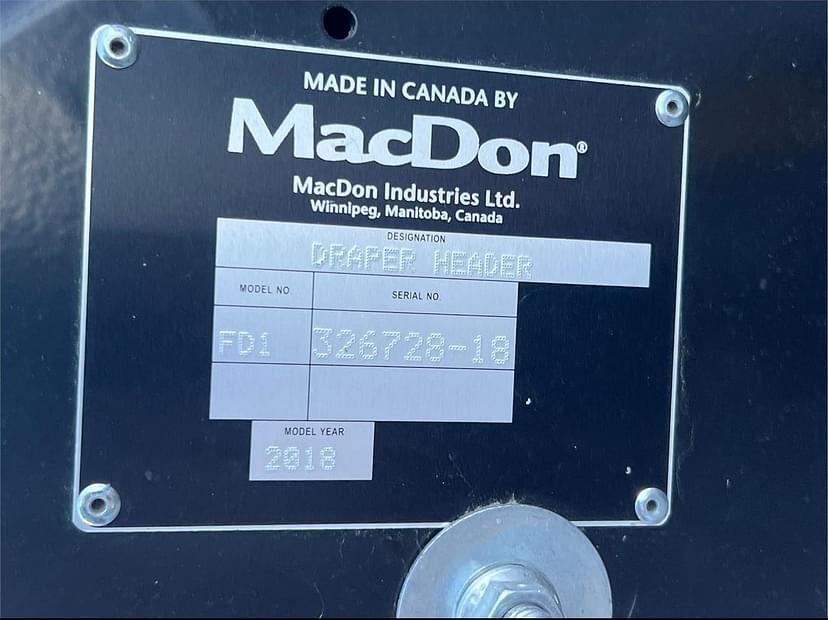 MADE IN CANADA BY
MacDon®
MacDon Industries Ltd.
Winnipeg, Manitoba, Canada
DESIGNATION
DRAPER HEADER
MODEL NO. SERIAL NO.
FD1 326728-18
MODEL YEAR
2018